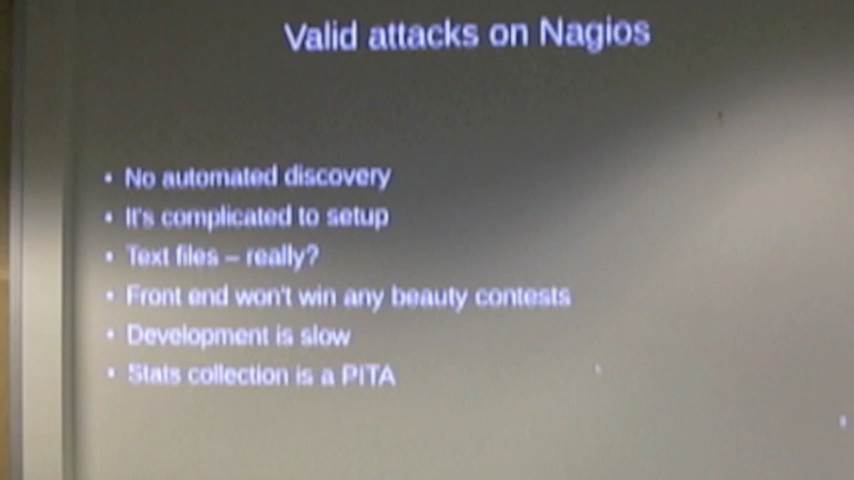 Valid attacks on Nagios
• No automated discovery
• It's complicated to setup
• Text files – really?
• Front end won't win any beauty contests
• Development is slow
• Stats collection is a PITA